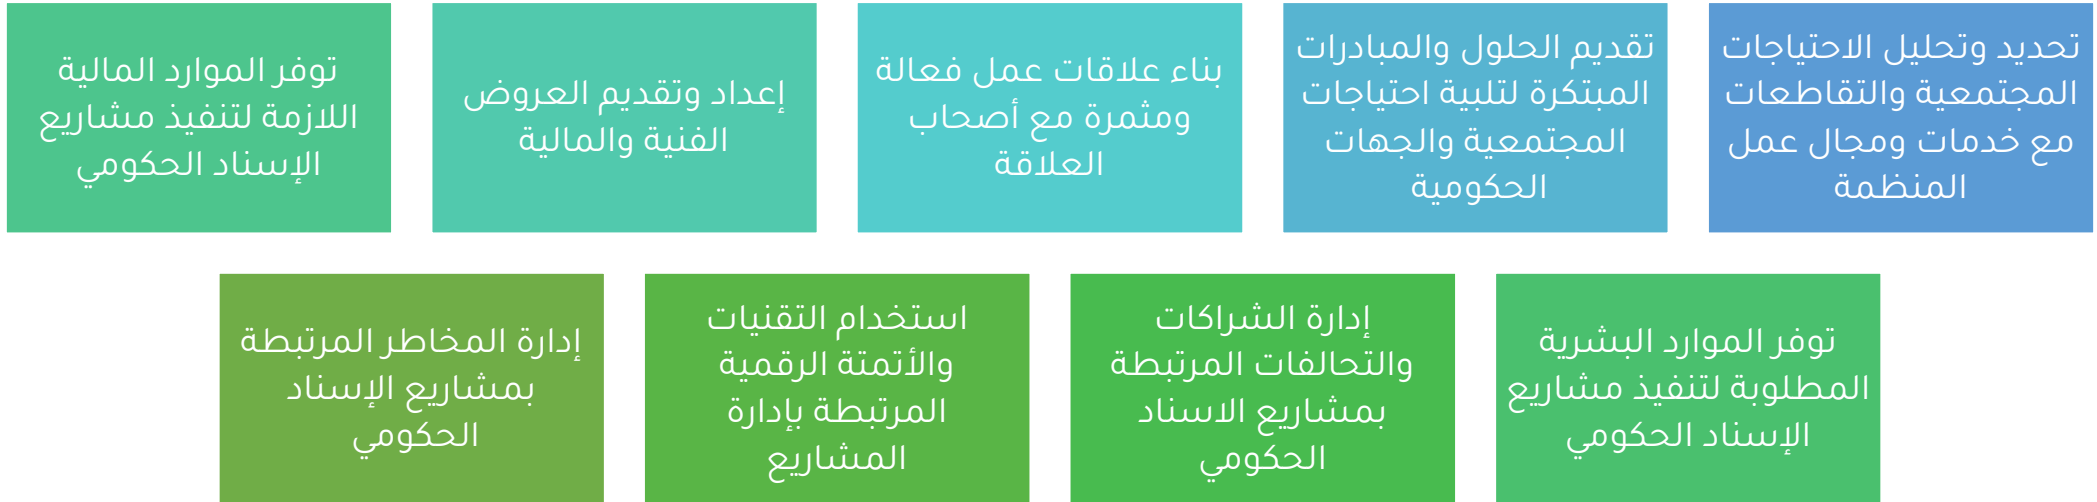 تحديد وتحليل الاحتياجات
المجتمعية والتقاطعات
مع خدمات ومجال عمل
المنظمة
تقديم الحلول والمبادرات
المبتكرة لتلبية احتياجات
المجتمعية والجهات
الحكومية
بناء علاقات عمل فعالة
ومثمرة مع أصحاب
العلاقة
إعداد وتقديم العروض
الفنية والمالية
توفر الموارد المالية
اللازمة لتنفيذ مشاريع
الإسناد الحكومي
توفر الموارد البشرية
المطلوبة لتنفيذ مشاريع
الإسناد الحكومي
إدارة الشراكات
والتحالفات المرتبطة
بمشاريع الاسناد
الحكومي
استخدام التقنيات
والأتمتة الرقمية
المرتبطة بإدارة
المشاريع
إدارة المخاطر المرتبطة
بمشاريع الإسناد
الحكومي